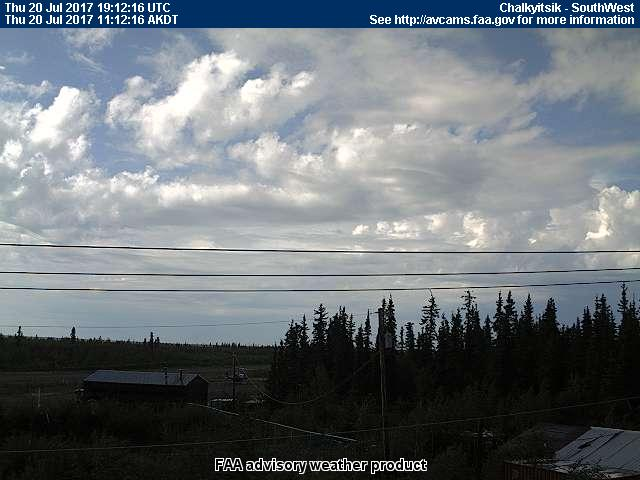 Thu 20 Jul 2017 19:12:16 UTC Chalkyitsik - SouthWest
Thu 20 Jul 2017 11:12:16 AKDT See http://avcams.faa.gov for more information
FAA advisory weather product